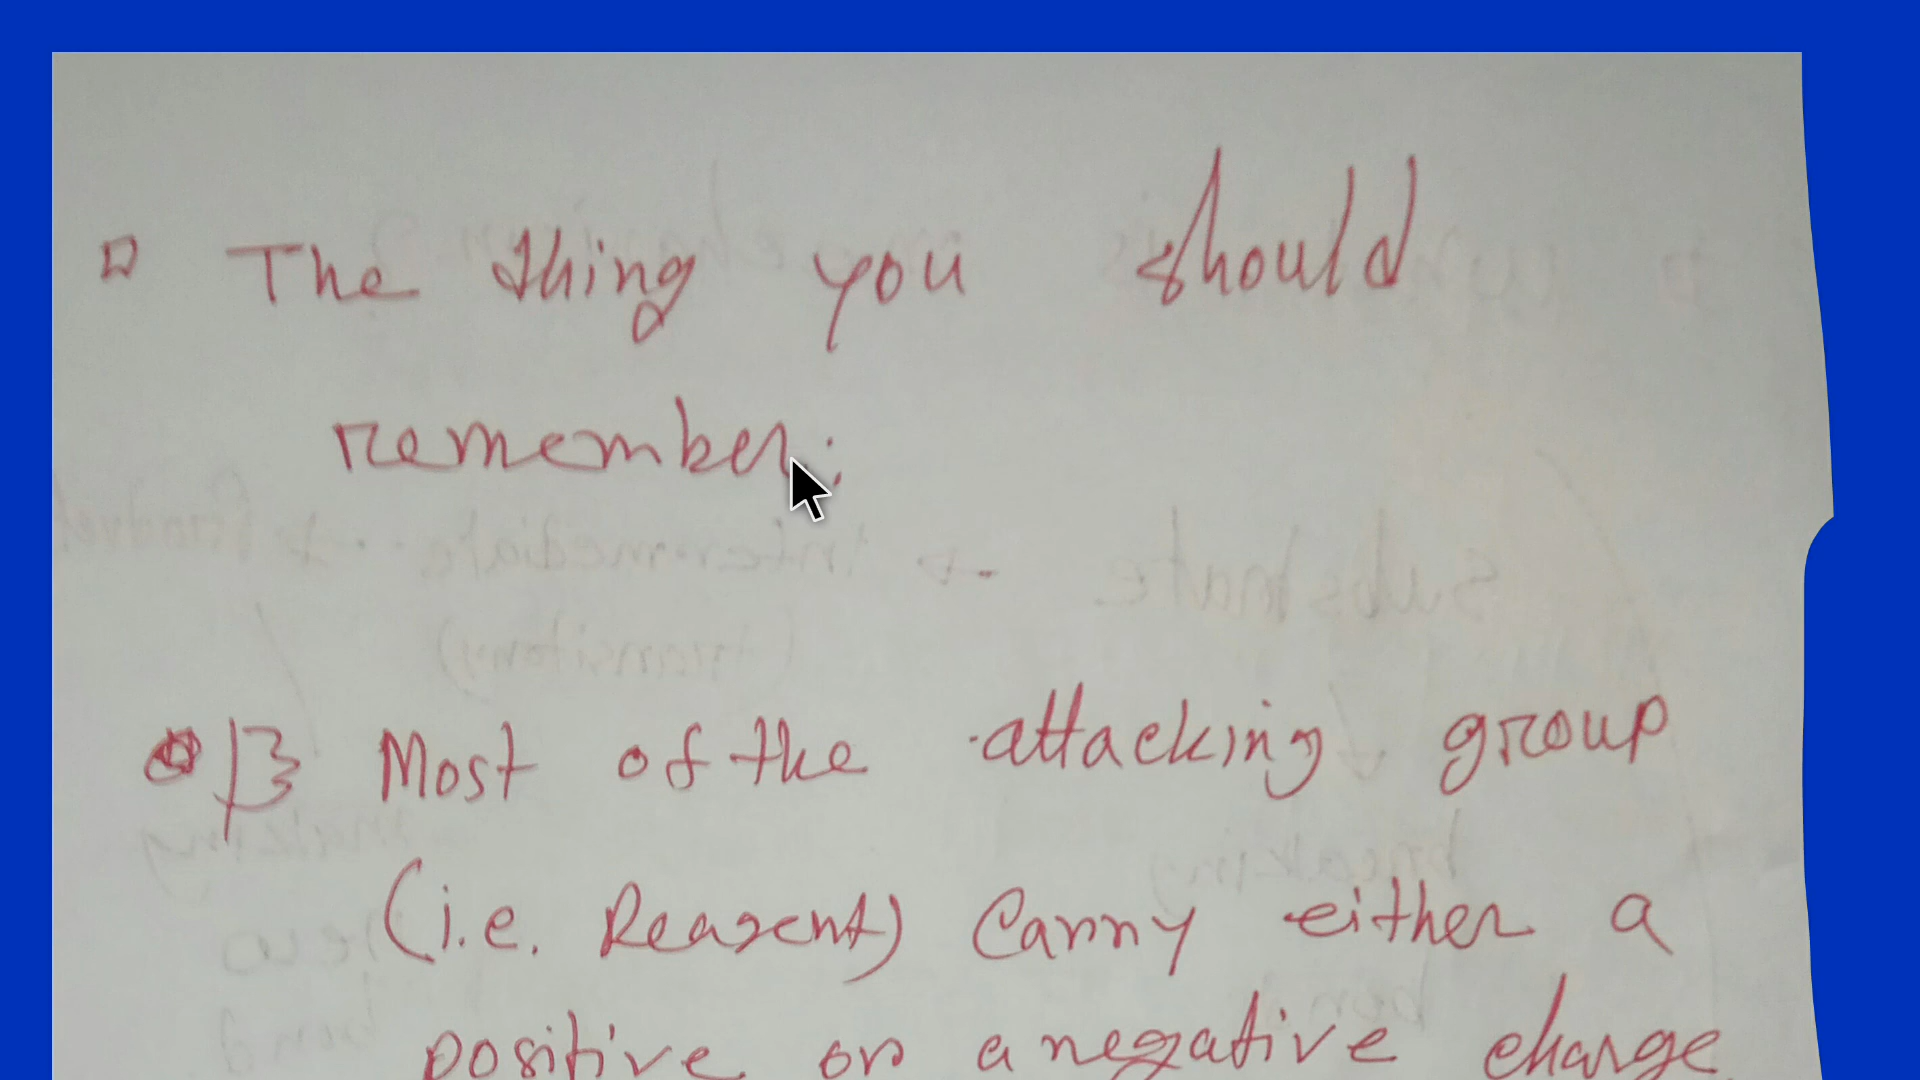 The thing you should
remember:
Most of the attacking group
(i.e. Reagent) Carry either a
positive or a negative charge